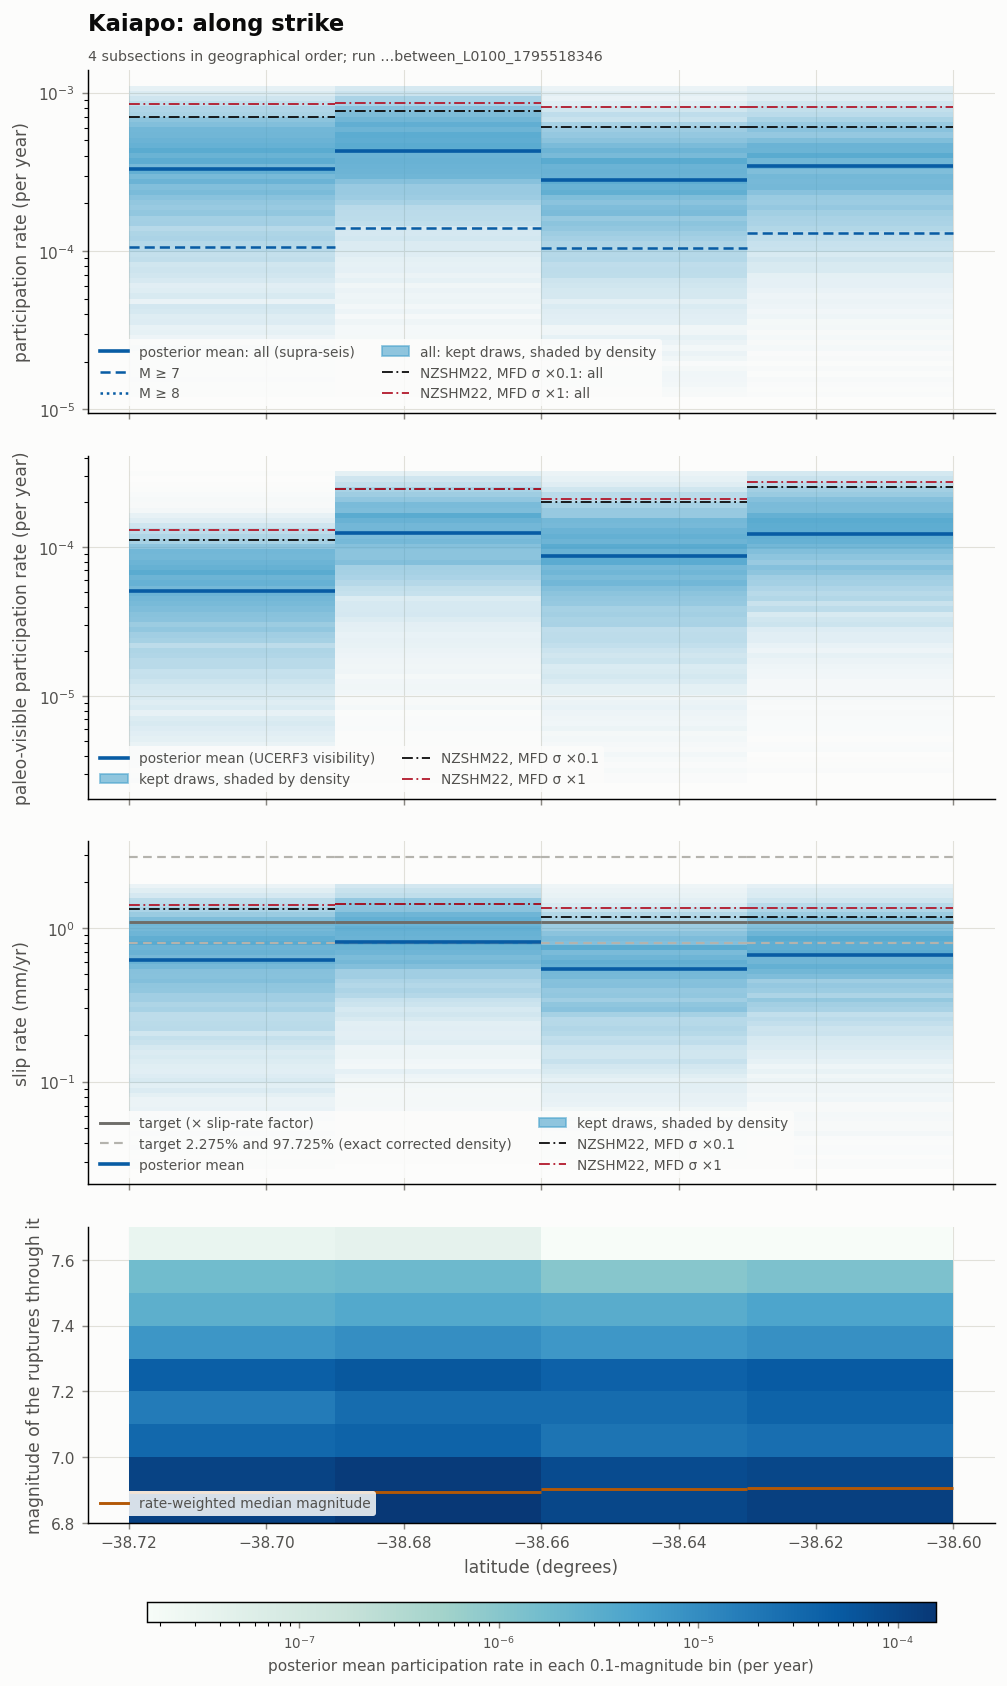 Kaiapo: along strike
4 subsections in geographical order; run ...between_L0100_1795518346
participation rate (per year)
10⁻³
10⁻⁴
10⁻⁵
posterior mean: all (supra-seis)
M ≥ 7
M ≥ 8
all: kept draws, shaded by density
NZSHM22, MFD σ ×0.1: all
NZSHM22, MFD σ ×1: all
paleo-visible participation rate (per year)
10⁻⁴
10⁻⁵
posterior mean (UCERF3 visibility)
kept draws, shaded by density
NZSHM22, MFD σ ×0.1
NZSHM22, MFD σ ×1
slip rate (mm/yr)
10⁰
10⁻¹
target (× slip-rate factor)
target 2.275% and 97.725% (exact corrected density)
posterior mean
kept draws, shaded by density
NZSHM22, MFD σ ×0.1
NZSHM22, MFD σ ×1
magnitude of the ruptures through it
7.6
7.4
7.2
7.0
6.8
rate-weighted median magnitude
−38.72 −38.70 −38.68 −38.66 −38.64 −38.62 −38.60
latitude (degrees)
10⁻⁷ 10⁻⁶ 10⁻⁵ 10⁻⁴
posterior mean participation rate in each 0.1-magnitude bin (per year)